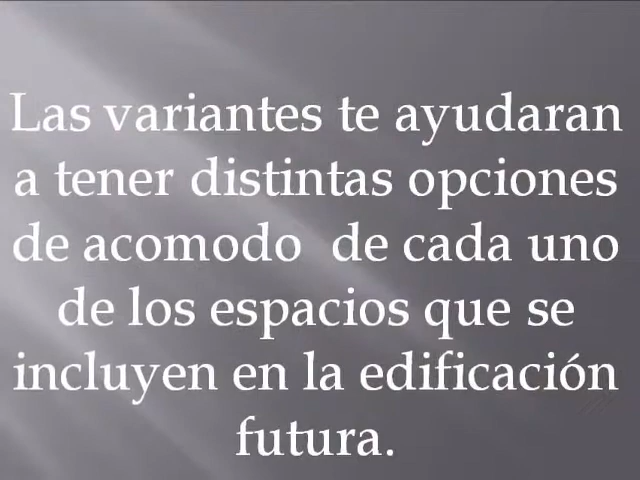 Las variantes te ayudaran
a tener distintas opciones
de acomodo  de cada uno
de los espacios que se
incluyen en la edificación
futura.